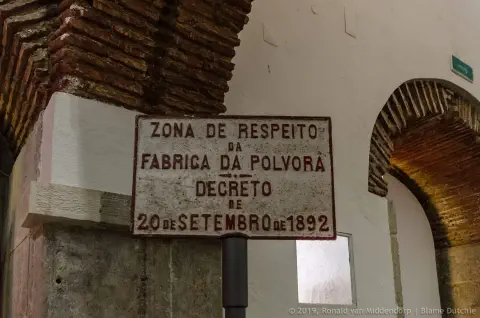 ZONA DE RESPEITO
DA
FABRICA DA POLVORÀ
DECRETO
DE
20 DE SETEMBRO DE 1892
© 2019, Ronald van Middendorp. | Blame Dutchie